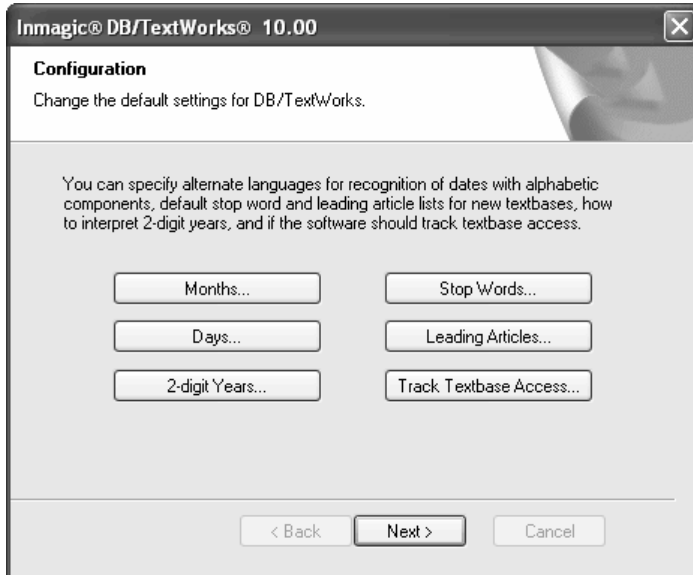 Inmagic® DB/TextWorks® 10.00
Configuration
Change the default settings for DB/TextWorks.
You can specify alternate languages for recognition of dates with alphabetic
components, default stop word and leading article lists for new textbases, how
to interpret 2-digit years, and if the software should track textbase access.
Months... Stop Words...
Days... Leading Articles...
2-digit Years... Track Textbase Access...
< Back Next > Cancel